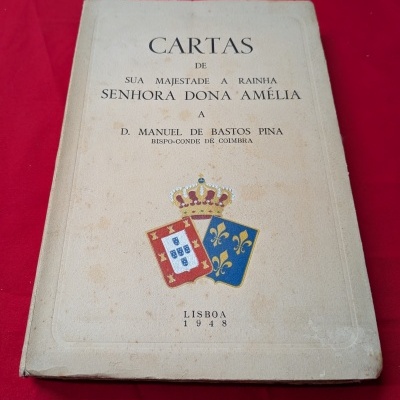 CARTAS
DE
SUA MAJESTADE A RAINHA
SENHORA DONA AMÉLIA
A
D. MANUEL DE BASTOS PINA
BISPO-CONDE DE COIMBRA
LISBOA
1948